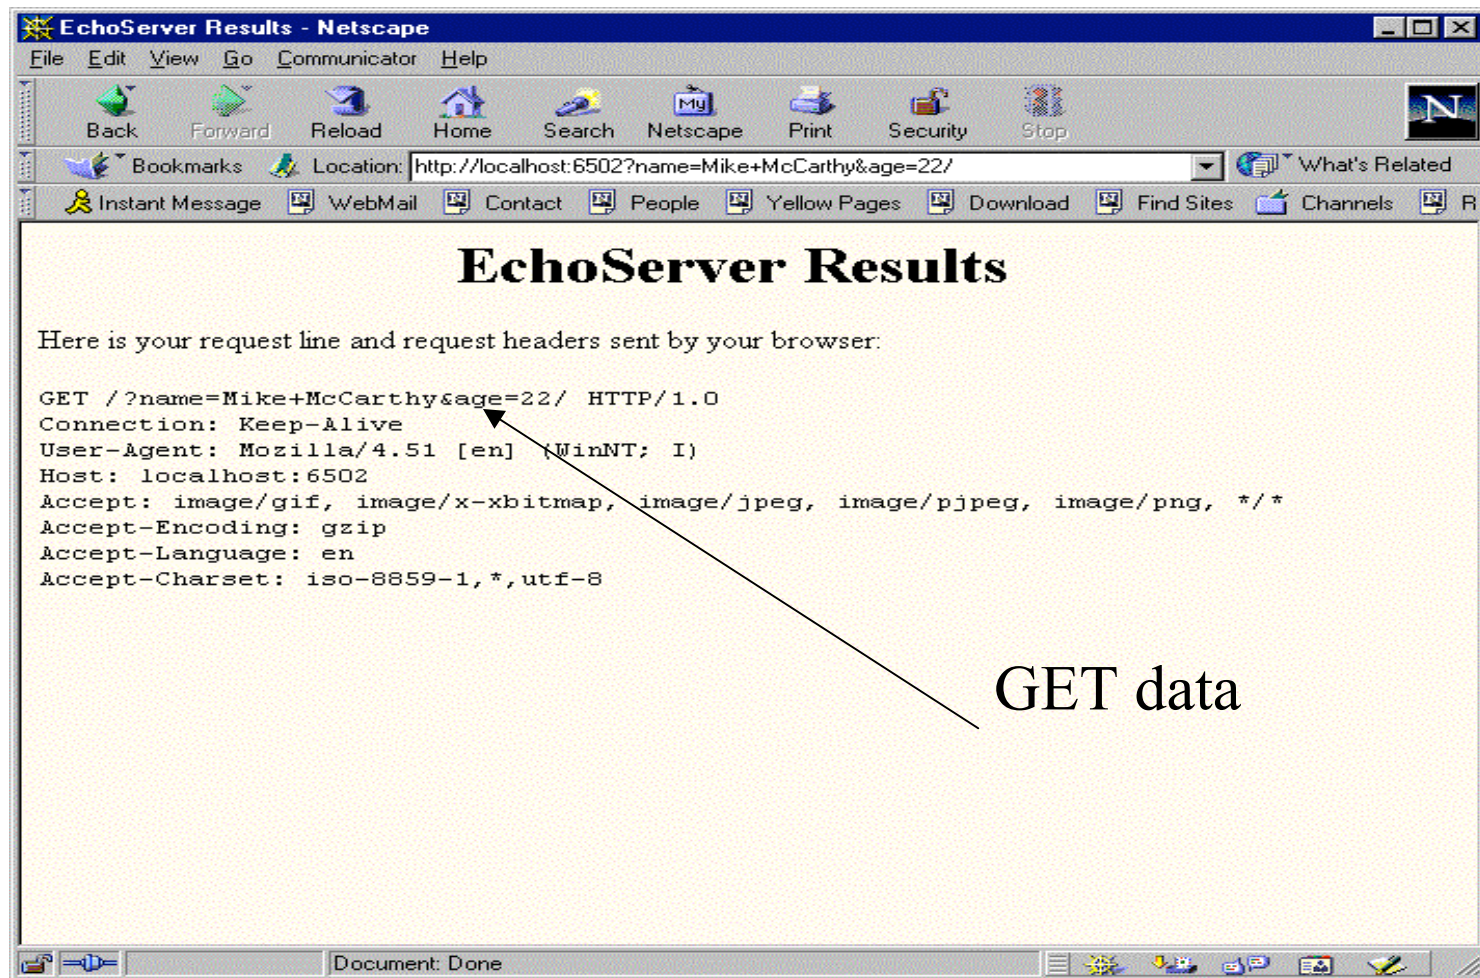 EchoServer Results - Netscape
File Edit View Go Communicator Help
Back Forward Reload Home Search Netscape Print Security Stop
My
N
Bookmarks Location: http://localhost:6502?name=Mike+McCarthy&age=22/ What's Related
Instant Message WebMail Contact People Yellow Pages Download Find Sites Channels R
EchoServer Results
Here is your request line and request headers sent by your browser:
GET /?name=Mike+McCarthy&age=22/ HTTP/1.0
Connection: Keep-Alive
User-Agent: Mozilla/4.51 [en] (WinNT; I)
Host: localhost:6502
Accept: image/gif, image/x-xbitmap, image/jpeg, image/pjpeg, image/png, */*
Accept-Encoding: gzip
Accept-Language: en
Accept-Charset: iso-8859-1,*,utf-8
GET data
Document: Done